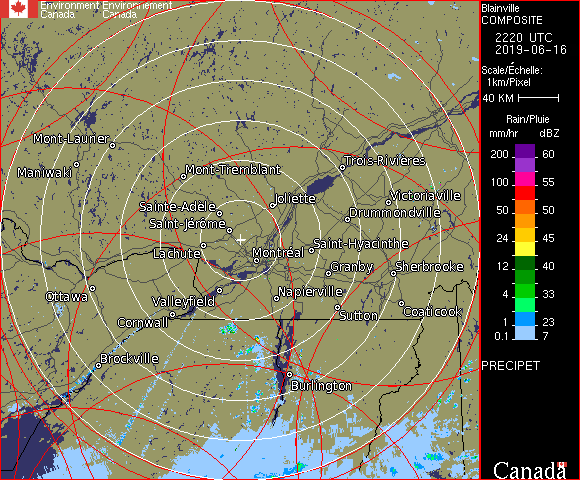 Environment Environnement
Canada Canada
Blainville
COMPOSITE
2220 UTC
2019-06-16
Scale/Échelle:
1km/Pixel
40 KM
Rain/Pluie
mm/hr dBZ
200 60
100 55
50 50
24 45
12 40
4 33
1 23
0.1 7
PRECIPET
Canada
Mont-Laurier
Maniwaki
Mont-Tremblant
Trois-Rivières
Joliette
Victoriaville
Sainte-Adèle
Drummondville
Saint-Jérôme
Saint-Hyacinthe
Lachute
Montréal
Granby
Sherbrooke
Ottawa
Valleyfield
Napierville
Cornwall
Sutton
Coaticook
Brockville
Burlington